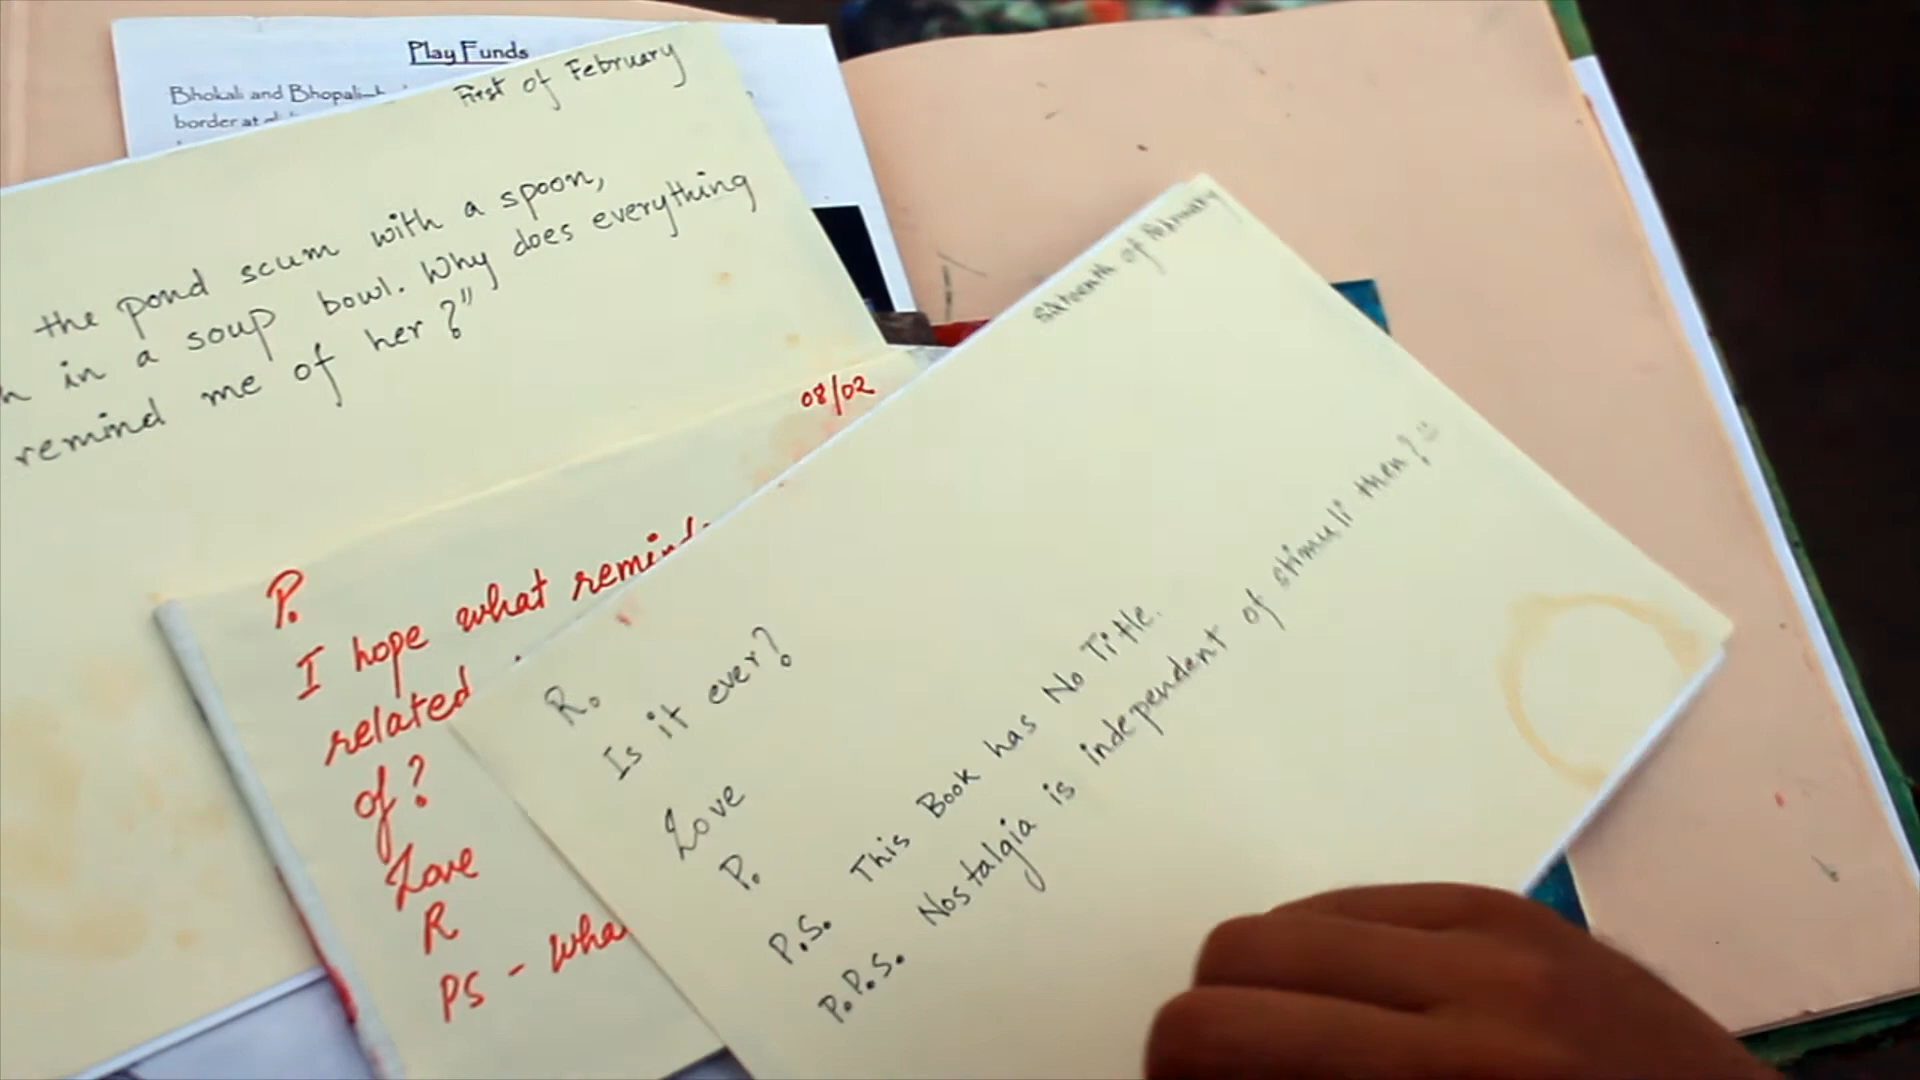 Play Funds
Bhokali and Bhopali
border at
First of February
the pond scum with a spoon,
in a soup bowl. Why does everything
remind me of her?"
08/02
P.
I hope what remind
related
of?
Love
R
PS - wha
Sixteenth of February
R.
Is it ever?
Love
P.
P.S. This Book has No Title.
P.P.S. Nostalgia is independent of stimuli then?"